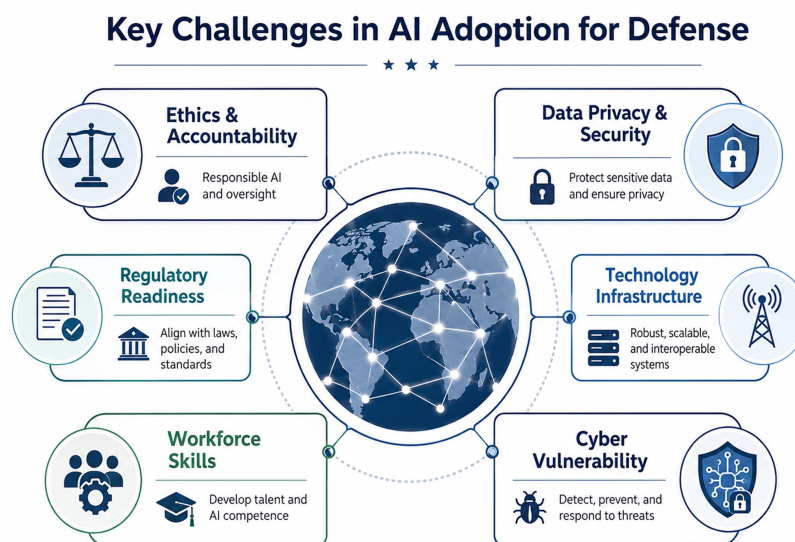 Key Challenges in AI Adoption for Defense
Ethics &
Accountability
Responsible AI
and oversight
Data Privacy &
Security
Protect sensitive data
and ensure privacy
Regulatory
Readiness
Align with laws,
policies, and
standards
Technology
Infrastructure
Robust, scalable,
and interoperable
systems
Workforce
Skills
Develop talent and
AI competence
Cyber
Vulnerability
Detect, prevent, and
respond to threats